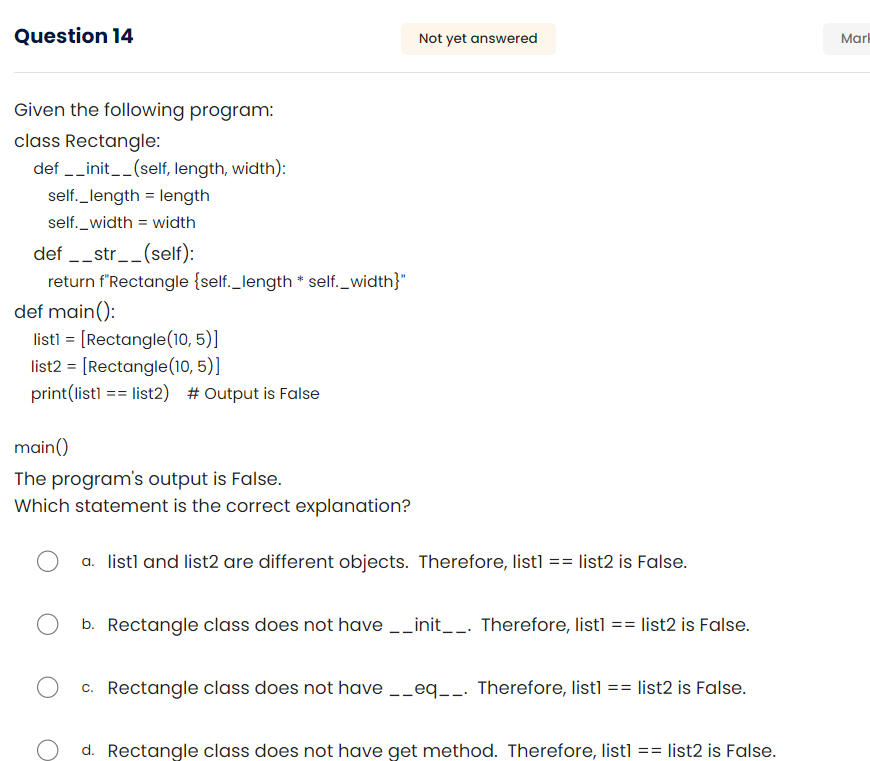 Question 14
Not yet answered
Mark
Given the following program:
class Rectangle:
def __init__(self, length, width):
self._length = length
self._width = width
def __str__(self):
return f"Rectangle {self._length * self._width}"
def main():
list1 = [Rectangle(10, 5)]
list2 = [Rectangle(10, 5)]
print(list1 == list2) # Output is False
main()
The program's output is False.
Which statement is the correct explanation?
a. list1 and list2 are different objects. Therefore, list1 == list2 is False.
b. Rectangle class does not have __init__. Therefore, list1 == list2 is False.
c. Rectangle class does not have __eq__. Therefore, list1 == list2 is False.
d. Rectangle class does not have get method. Therefore, list1 == list2 is False.